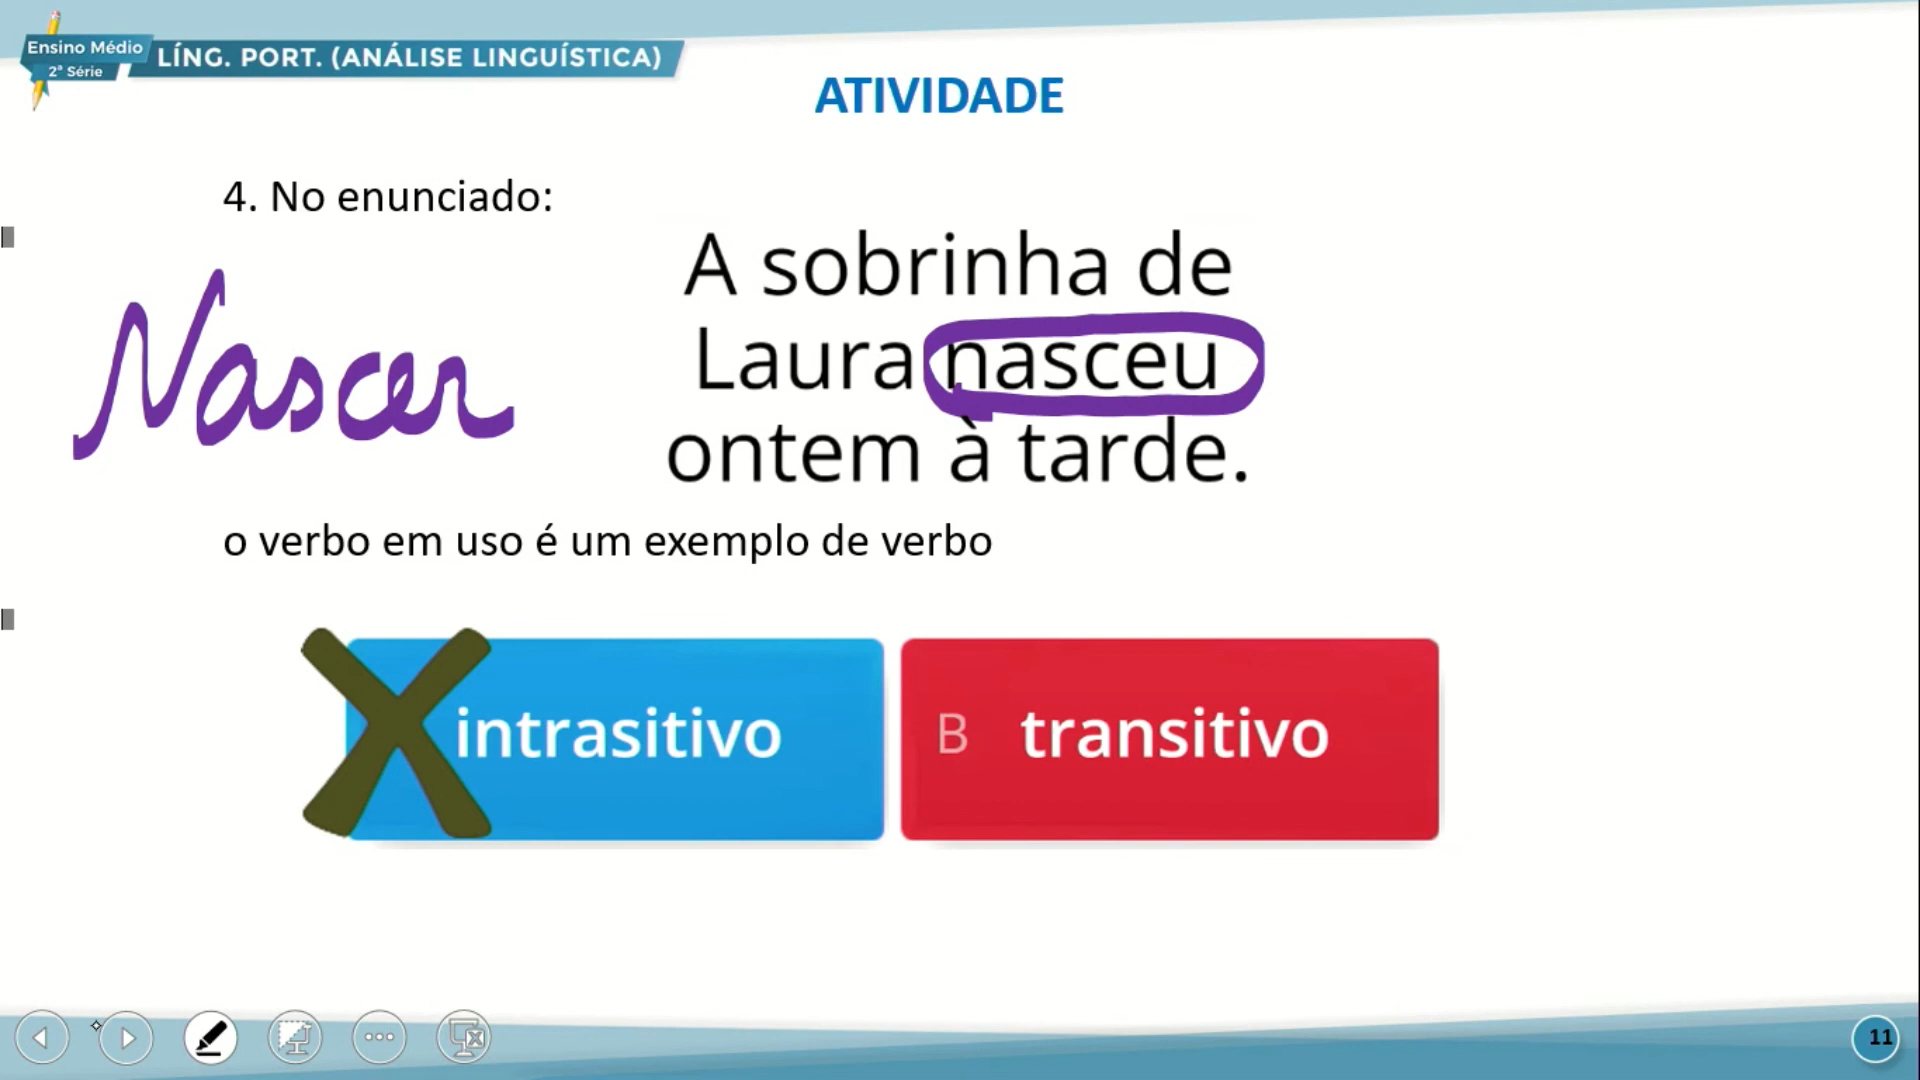 Ensino Médio
2ª Série
LÍNG. PORT. (ANÁLISE LINGUÍSTICA)
ATIVIDADE
4. No enunciado:
Nascer
A sobrinha de
Laura nasceu
ontem à tarde.
o verbo em uso é um exemplo de verbo
intrasitivo
B transitivo
11